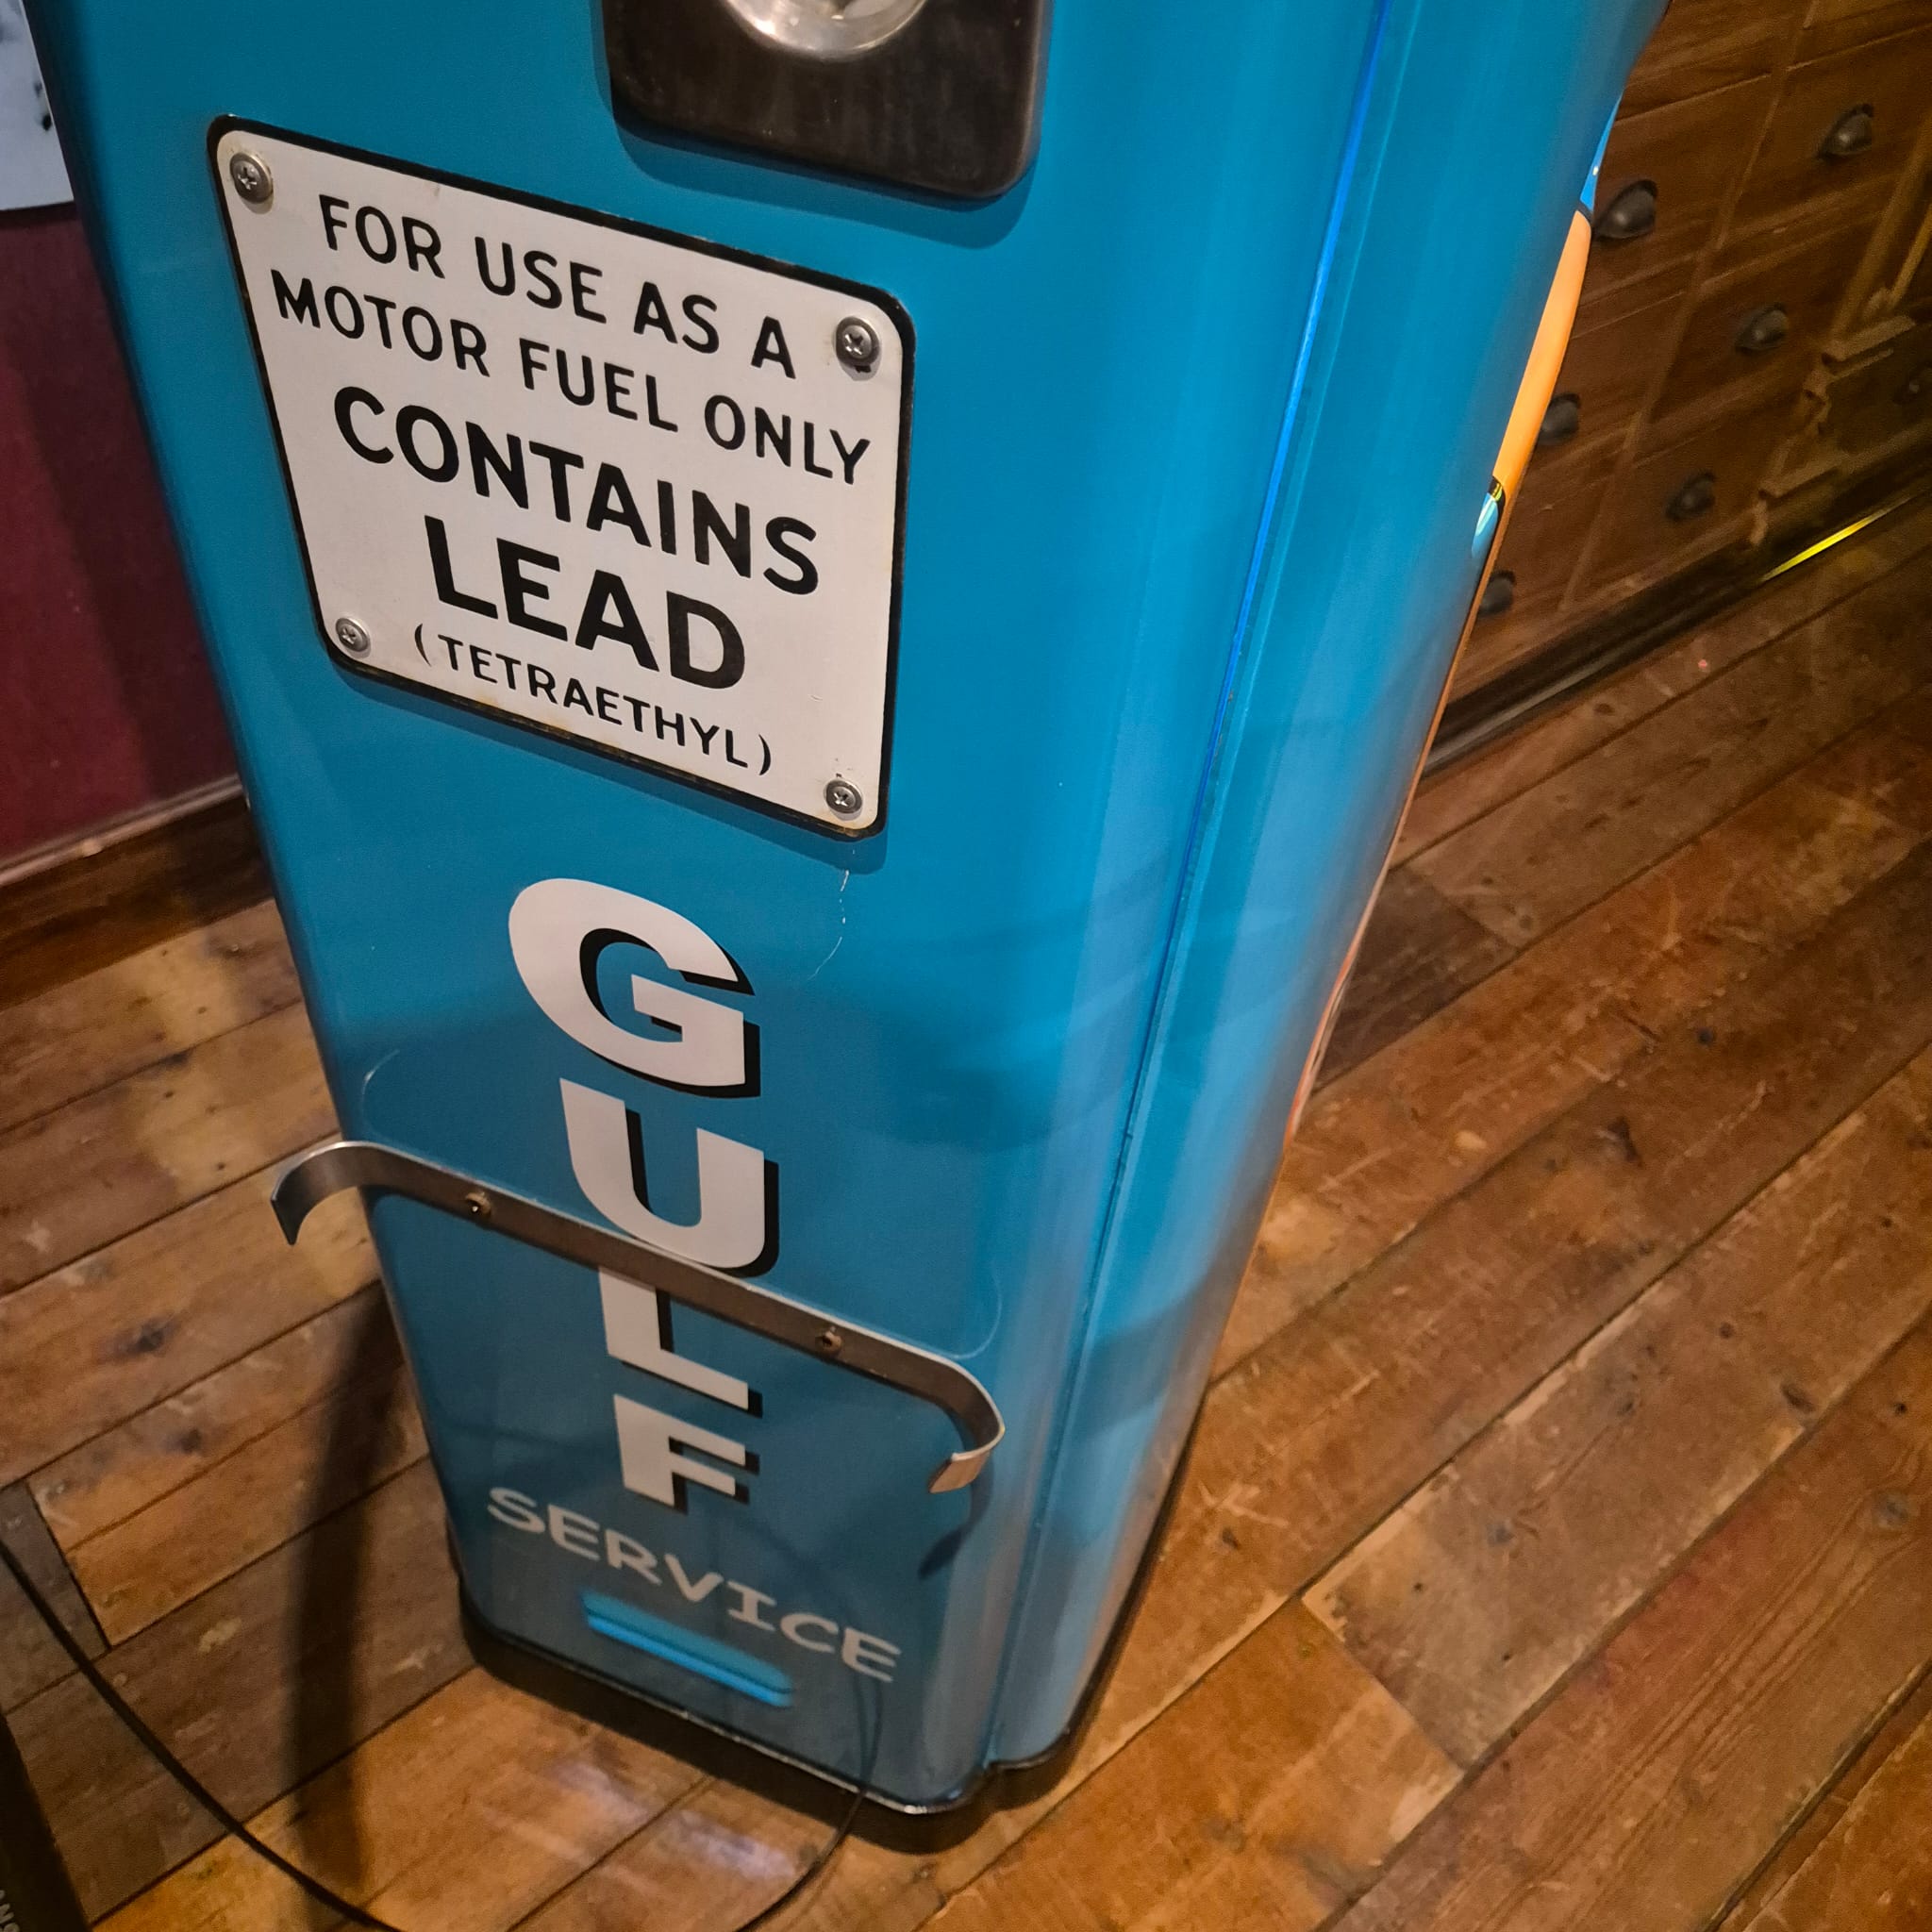 FOR USE AS A
MOTOR FUEL ONLY
CONTAINS
LEAD
(TETRAETHYL)
GULF
SERVICE